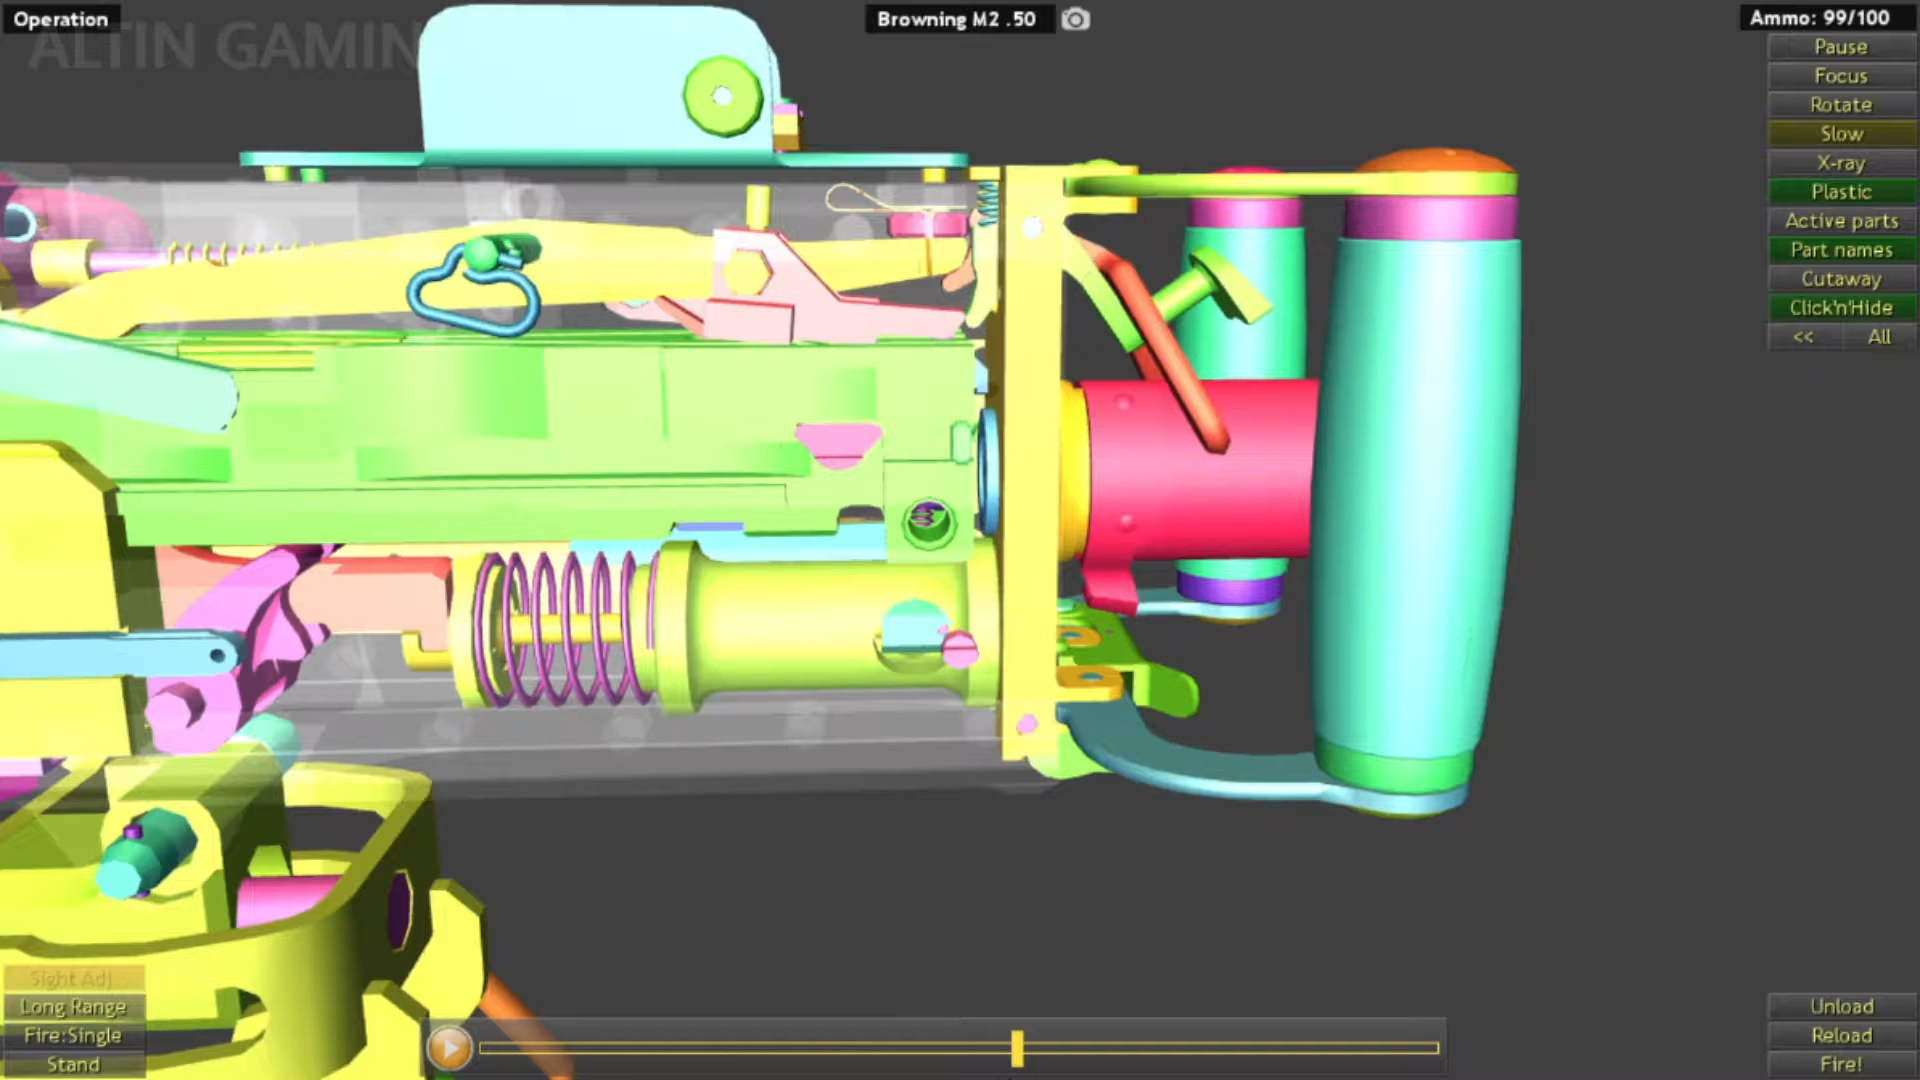 Operation
Browning M2 .50
Ammo: 99/100
ALTIN GAMIN
Pause
Focus
Rotate
Slow
X-ray
Plastic
Active parts
Part names
Cutaway
Click'n'Hide
<< All
Sight Adj
Long Range
Fire:Single
Stand
Unload
Reload
Fire!